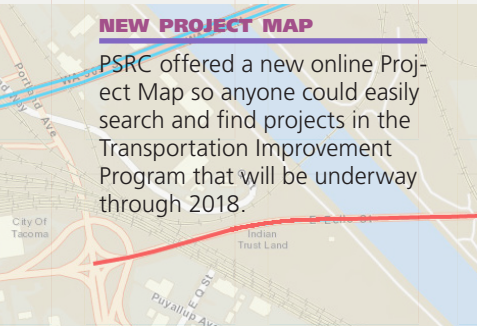 NEW PROJECT MAP
PSRC offered a new online Proj-
ect Map so anyone could easily
search and find projects in the
Transportation Improvement
Program that will be underway
through 2018.
Portland Ave
City Of
Tacoma
Indian
Trust Land
E Q St
Puyallup Av